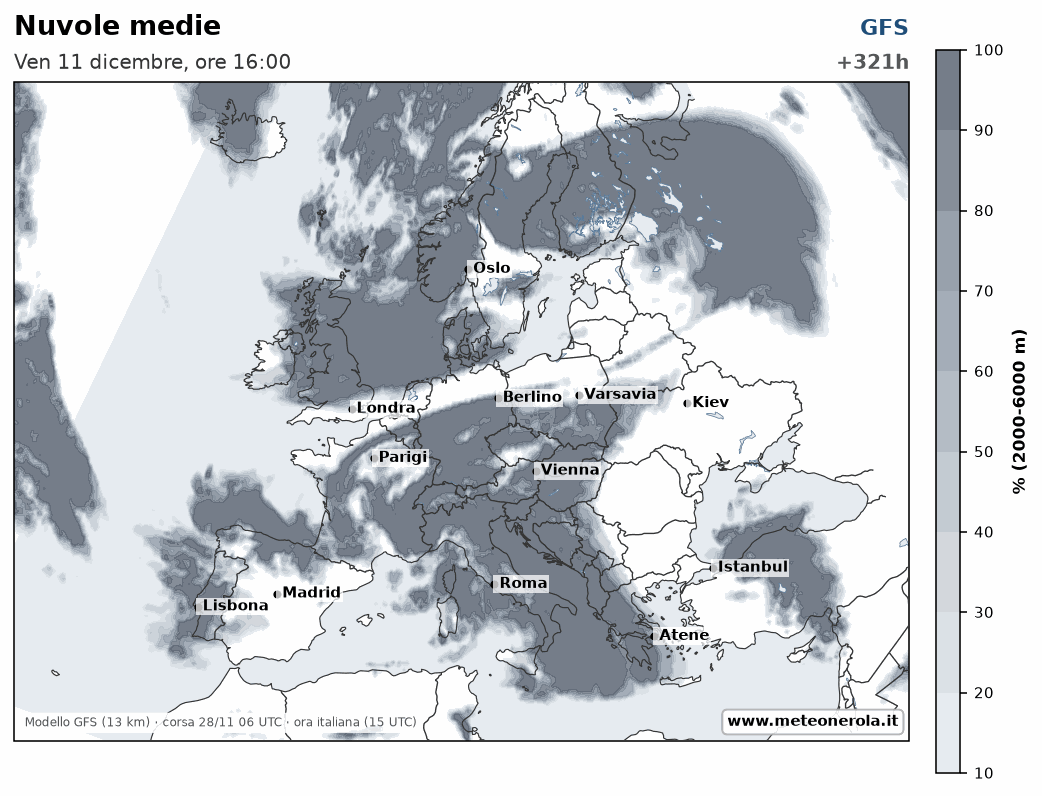 Nuvole medie
GFS
Ven 11 dicembre, ore 16:00
+321h
100
90
80
70
60
50
40
30
20
10
% (2000-6000 m)
Oslo
Londra
Berlino
Varsavia
Kiev
Parigi
Vienna
Istanbul
Roma
Madrid
Lisbona
Atene
Modello GFS (13 km) · corsa 28/11 06 UTC · ora italiana (15 UTC)
www.meteonerola.it